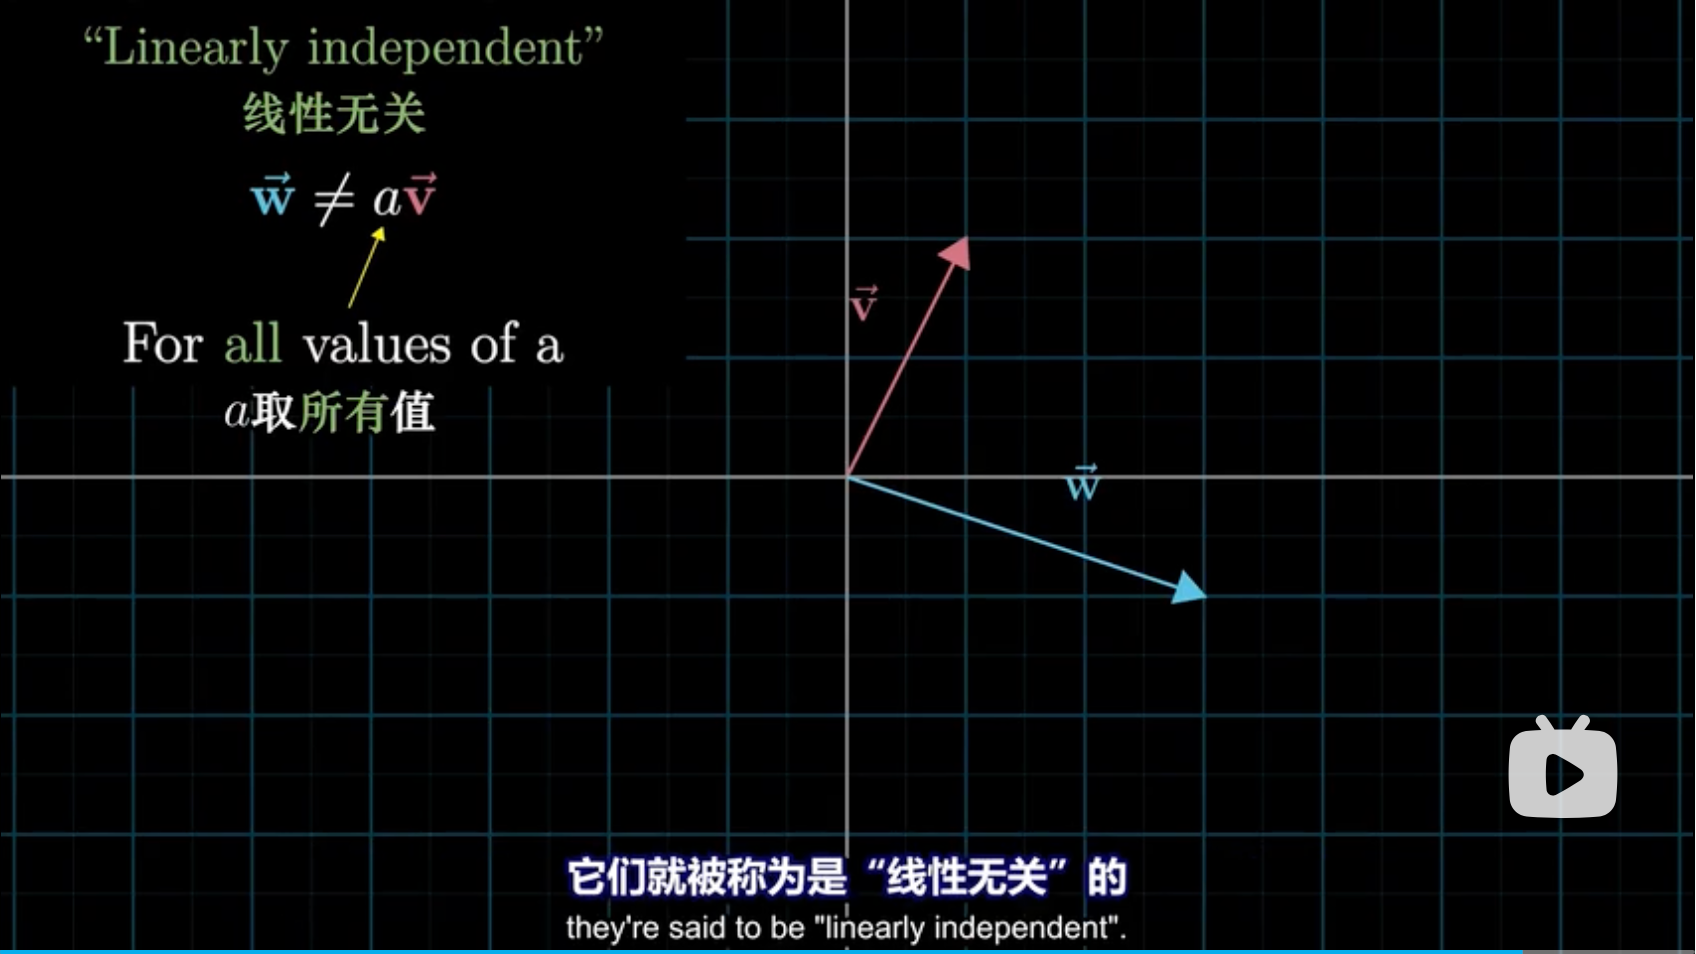 “Linearly independent”
线性无关
w⃗ ≠ av⃗
For all values of a
a取所有值
v⃗
w⃗
它们就被称为是“线性无关”的
they're said to be "linearly independent".